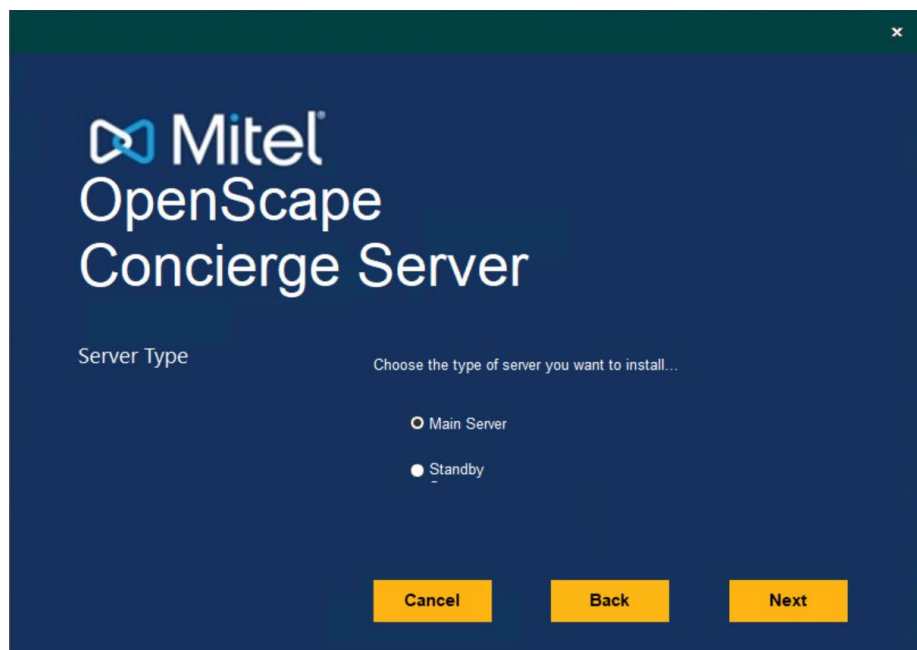 Mitel®
OpenScape
Concierge Server
Server Type
Choose the type of server you want to install...
Main Server
Standby
Cancel Back Next